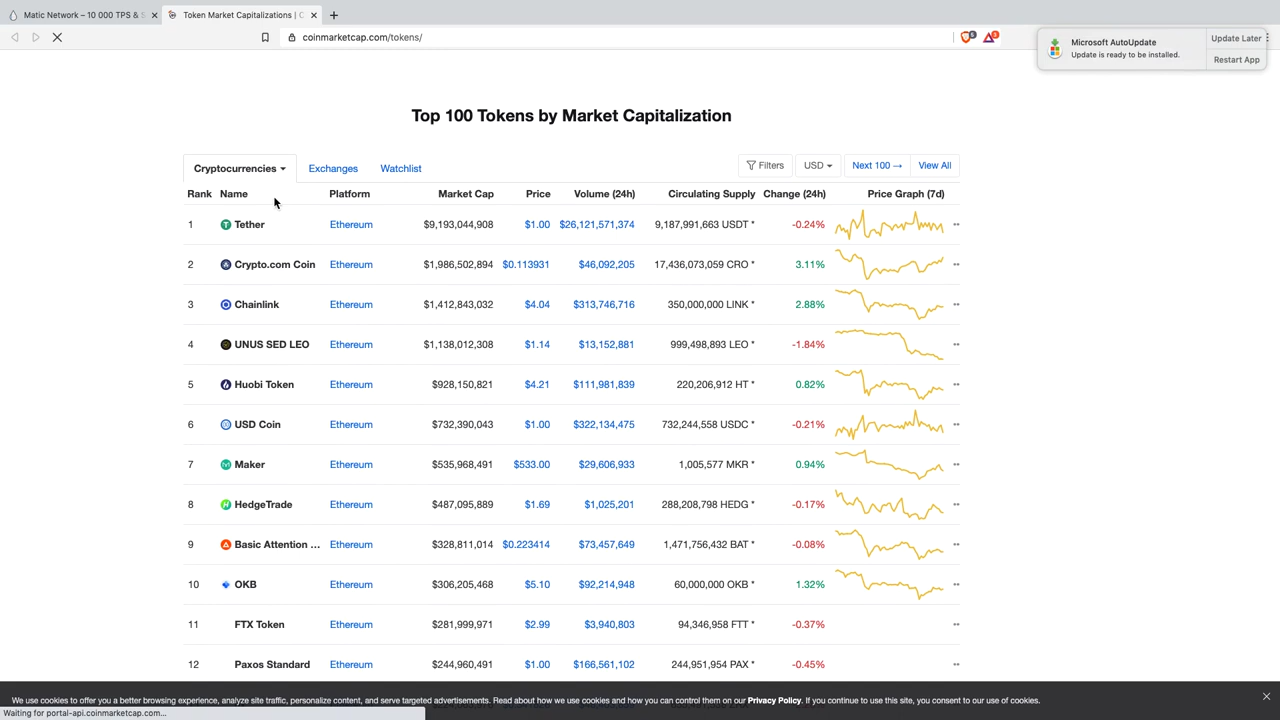 Matic Network – 10 000 TPS & S
Token Market Capitalizations | C
coinmarketcap.com/tokens/
Microsoft AutoUpdate
Update is ready to be installed.
Update Later
Restart App
Top 100 Tokens by Market Capitalization
Cryptocurrencies Exchanges Watchlist Filters USD Next 100 → View All
Rank Name Platform Market Cap Price Volume (24h) Circulating Supply Change (24h) Price Graph (7d)
1 Tether Ethereum $9,193,044,908 $1.00 $26,121,571,374 9,187,991,663 USDT * -0.24%
2 Crypto.com Coin Ethereum $1,986,502,894 $0.113931 $46,092,205 17,436,073,059 CRO * 3.11%
3 Chainlink Ethereum $1,412,843,032 $4.04 $313,746,716 350,000,000 LINK * 2.88%
4 UNUS SED LEO Ethereum $1,138,012,308 $1.14 $13,152,881 999,498,893 LEO * -1.84%
5 Huobi Token Ethereum $928,150,821 $4.21 $111,981,839 220,206,912 HT * 0.82%
6 USD Coin Ethereum $732,390,043 $1.00 $322,134,475 732,244,558 USDC * -0.21%
7 Maker Ethereum $535,968,491 $533.00 $29,606,933 1,005,577 MKR * 0.94%
8 HedgeTrade Ethereum $487,095,889 $1.69 $1,025,201 288,208,798 HEDG * -0.17%
9 Basic Attention ... Ethereum $328,811,014 $0.223414 $73,457,649 1,471,756,432 BAT * -0.08%
10 OKB Ethereum $306,205,468 $5.10 $92,214,948 60,000,000 OKB * 1.32%
11 FTX Token Ethereum $281,999,971 $2.99 $3,940,803 94,346,958 FTT * -0.37%
12 Paxos Standard Ethereum $244,960,491 $1.00 $166,561,102 244,951,954 PAX * -0.45%
We use cookies to offer you a better browsing experience, analyze site traffic, personalize content, and serve targeted advertisements. Read about how we use cookies and how you can control them on our Privacy Policy. If you continue to use this site, you consent to our use of cookies.
Waiting for portal-api.coinmarketcap.com...